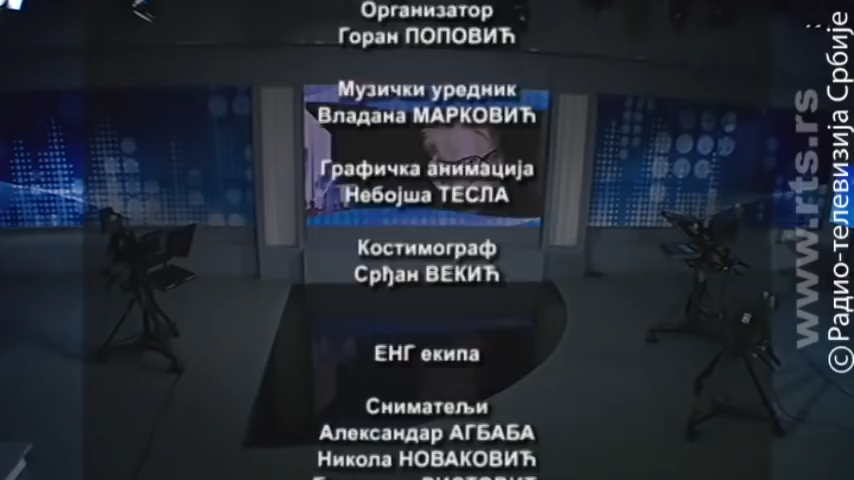 Организатор
Горан ПОПОВИЋ
Музички уредник
Владана МАРКОВИЋ
Графичка анимација
Небојша ТЕСЛА
Костимограф
Срђан ВЕКИЋ
ЕНГ екипа
Сниматељи
Александар АГБАБА
Никола НОВАКОВИЋ
www.rts.rs
©Радио-телевизија Србије